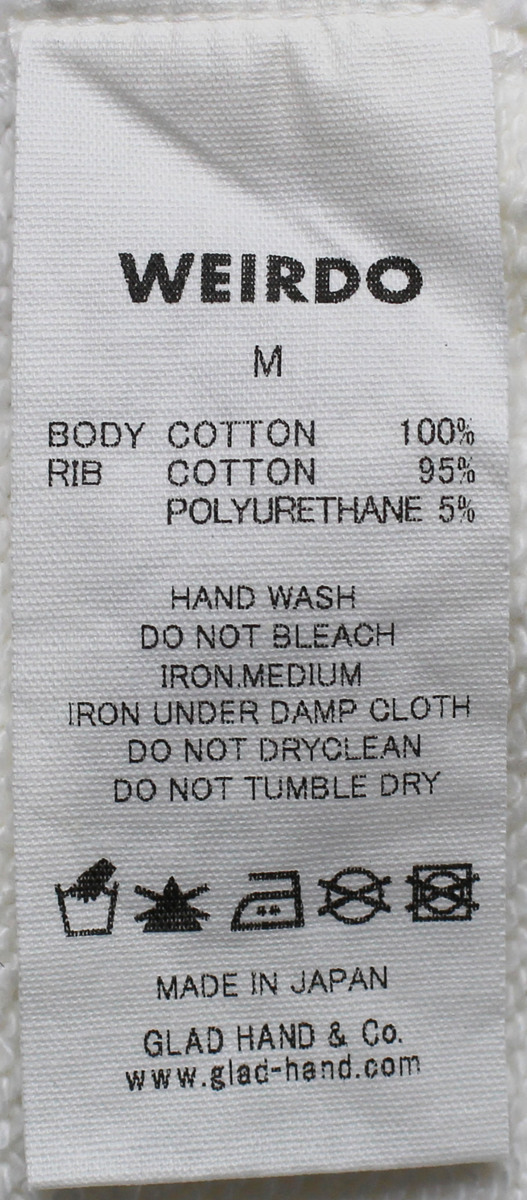 WEIRDO
M
BODY COTTON 100%
RIB COTTON 95%
POLYURETHANE 5%
HAND WASH
DO NOT BLEACH
IRON.MEDIUM
IRON UNDER DAMP CLOTH
DO NOT DRYCLEAN
DO NOT TUMBLE DRY
MADE IN JAPAN
GLAD HAND & Co.
www.glad-hand.com